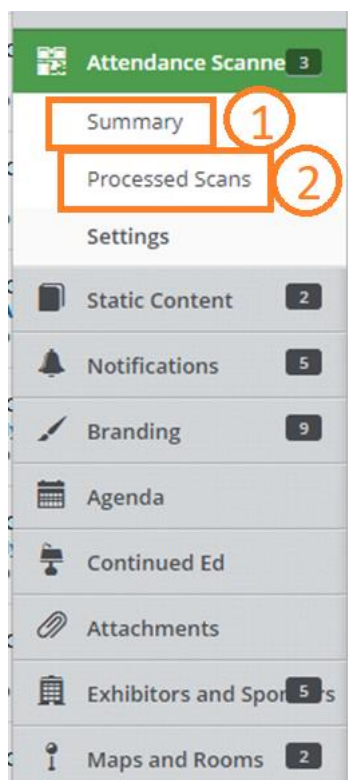 Attendance Scanne 3
Summary 1
Processed Scans 2
Settings
Static Content 2
Notifications 5
Branding 9
Agenda
Continued Ed
Attachments
Exhibitors and Spon 5 rs
Maps and Rooms 2